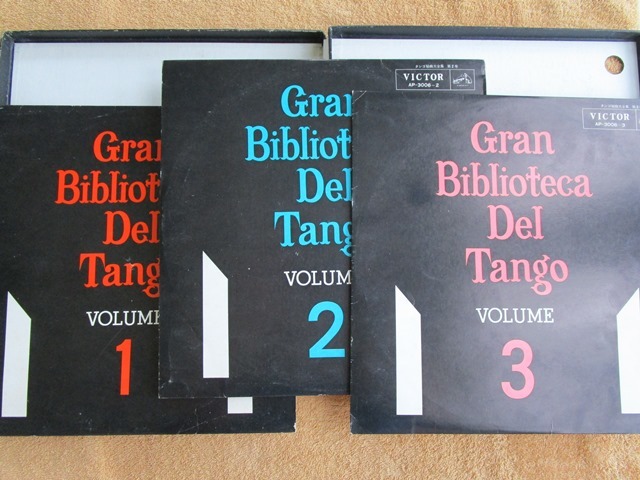 Gran
Biblioteca
Del
Tango
VOLUME
3
VICTOR
AP-3006-3
Gran
Bibliot
Del
Tang
VOLUM
2
VICTOR
AP-3006-2
Gran
Bibliot
Del
Tang
VOLUME
1